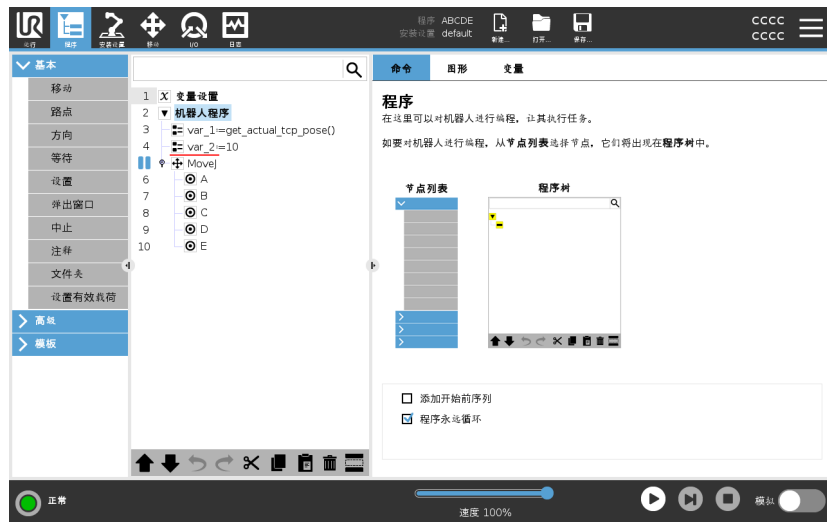 运行
程序
安装设置
移动
I/O
日志
程序 ABCDE
安装设置 default
新建...
打开...
保存...
CCCC
CCCC
基本
移动
路点
方向
等待
设置
弹出窗口
中止
注释
文件夹
设置有效载荷
高级
模板
1 X 变量设置
2 机器人程序
3 var_1≔get_actual_tcp_pose()
4 var_2≔10
MoveJ
6 A
7 B
8 C
9 D
10 E
命令 图形 变量
程序
在这里可以对机器人进行编程，让其执行任务。
如要对机器人进行编程，从节点列表选择节点，它们将出现在程序树中。
节点列表
程序树
添加开始前序列
程序永远循环
正常
速度 100%
模拟